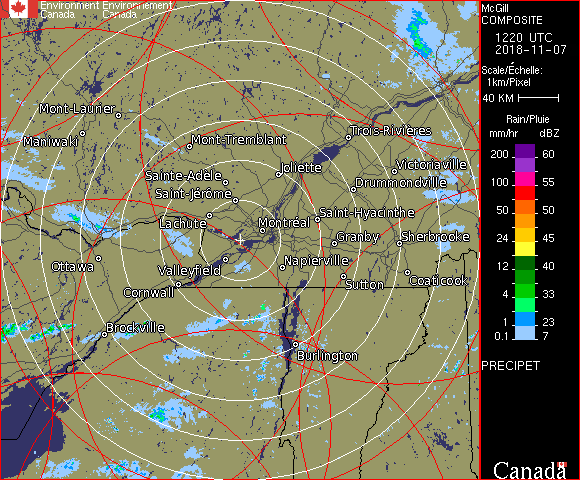 Environment Environnement
Canada Canada
McGill
COMPOSITE
1220 UTC
2018-11-07
Scale/Échelle:
1km/Pixel
40 KM
Rain/Pluie
mm/hr dBZ
200 60
150 65
100 55
50 50
24 45
12 40
4 33
1 23
0.1 7
PRECIPET
Canada
Mont-Laurier
Maniwaki
Mont-Tremblant
Trois-Rivières
Sainte-Adèle
Joliette
Victoriaville
Saint-Jérôme
Drummondville
Lachute
Montréal
Saint-Hyacinthe
Granby
Sherbrooke
Ottawa
Valleyfield
Napierville
Cornwall
Sutton
Coaticook
Brockville
Burlington